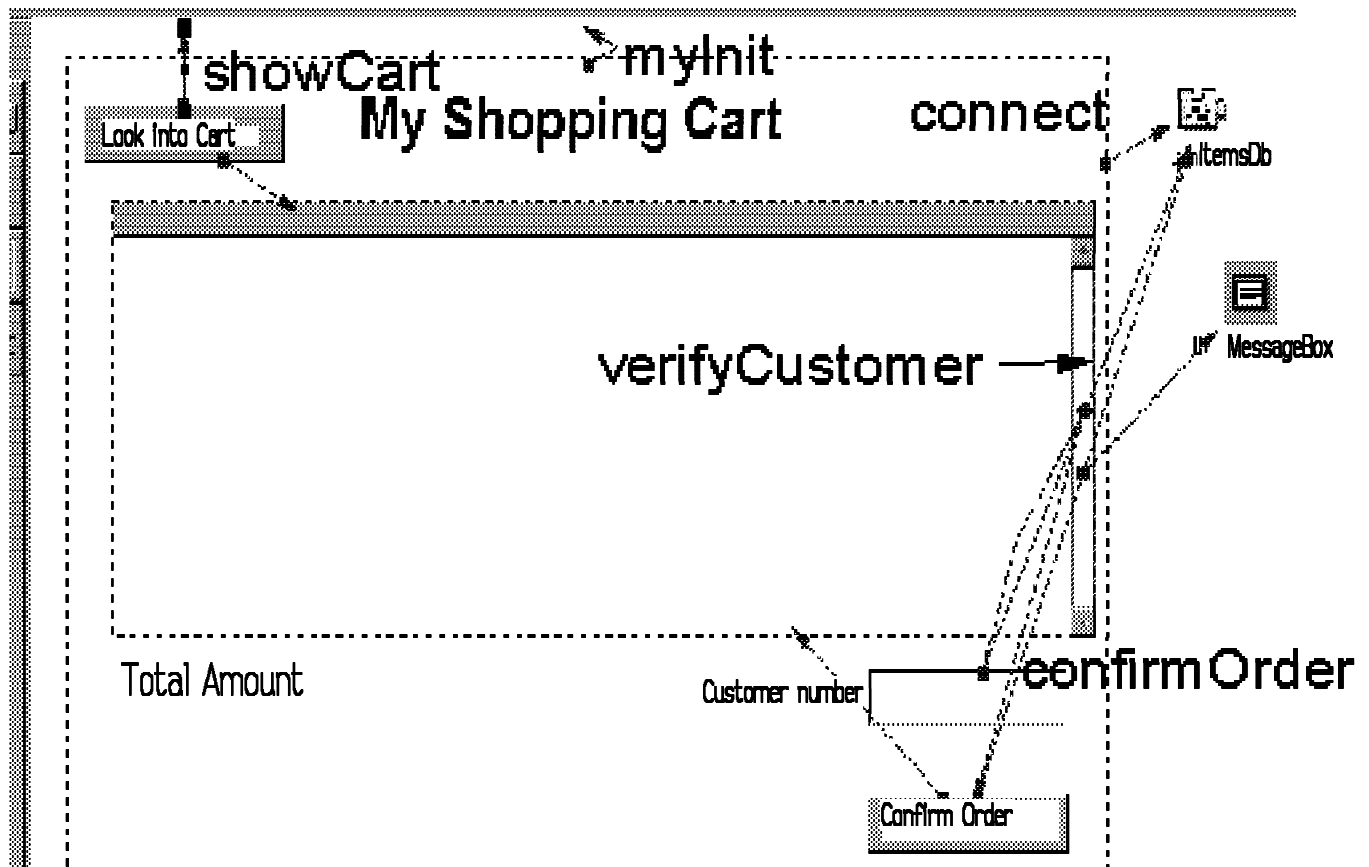 showCart
myInit
Look into Cart
My Shopping Cart
connect
ItemsDb
MessageBox
verifyCustomer
Total Amount
Customer number
confirmOrder
Confirm Order